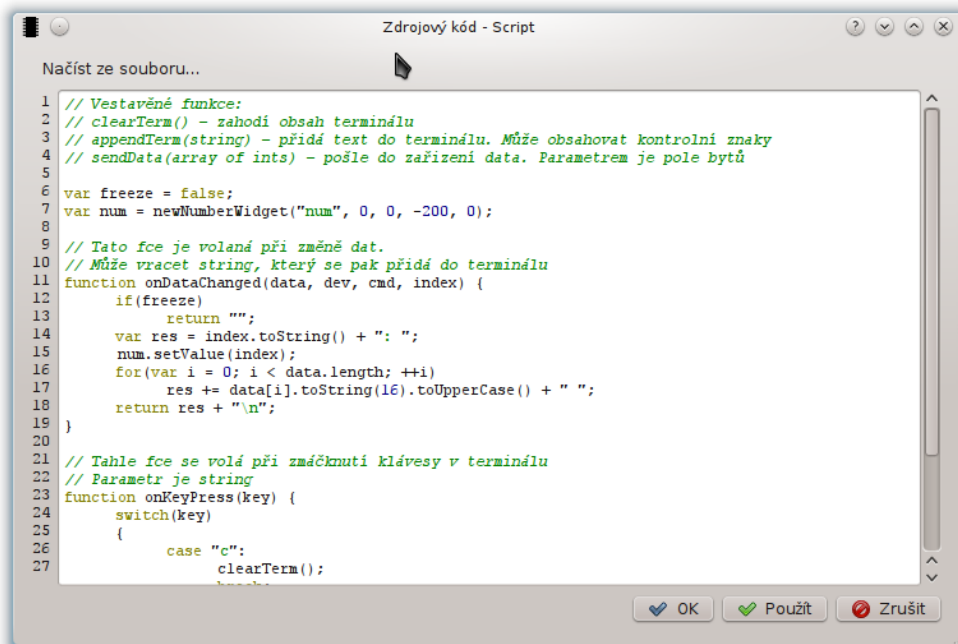 Zdrojový kód - Script
Načíst ze souboru...
1 // Vestavěné funkce:
2 // clearTerm() – zahodí obsah terminálu
3 // appendTerm(string) – přidá text do terminálu. Může obsahovat kontrolní znaky
4 // sendData(array of ints) – pošle do zařizení data. Parametrem je pole bytů
5
6 var freeze = false;
7 var num = newNumberWidget("num", 0, 0, -200, 0);
8
9 // Tato fce je volaná při změně dat.
10 // Může vracet string, který se pak přidá do terminálu
11 function onDataChanged(data, dev, cmd, index) {
12 if(freeze)
13 return "";
14 var res = index.toString() + ": ";
15 num.setValue(index);
16 for(var i = 0; i < data.length; ++i)
17 res += data[i].toString(16).toUpperCase() + " ";
18 return res + "\n";
19 }
20
21 // Tahle fce se volá při zmáčknutí klávesy v terminálu
22 // Parametr je string
23 function onKeyPress(key) {
24 switch(key)
25 {
26 case "c":
27 clearTerm();
OK Použít Zrušit